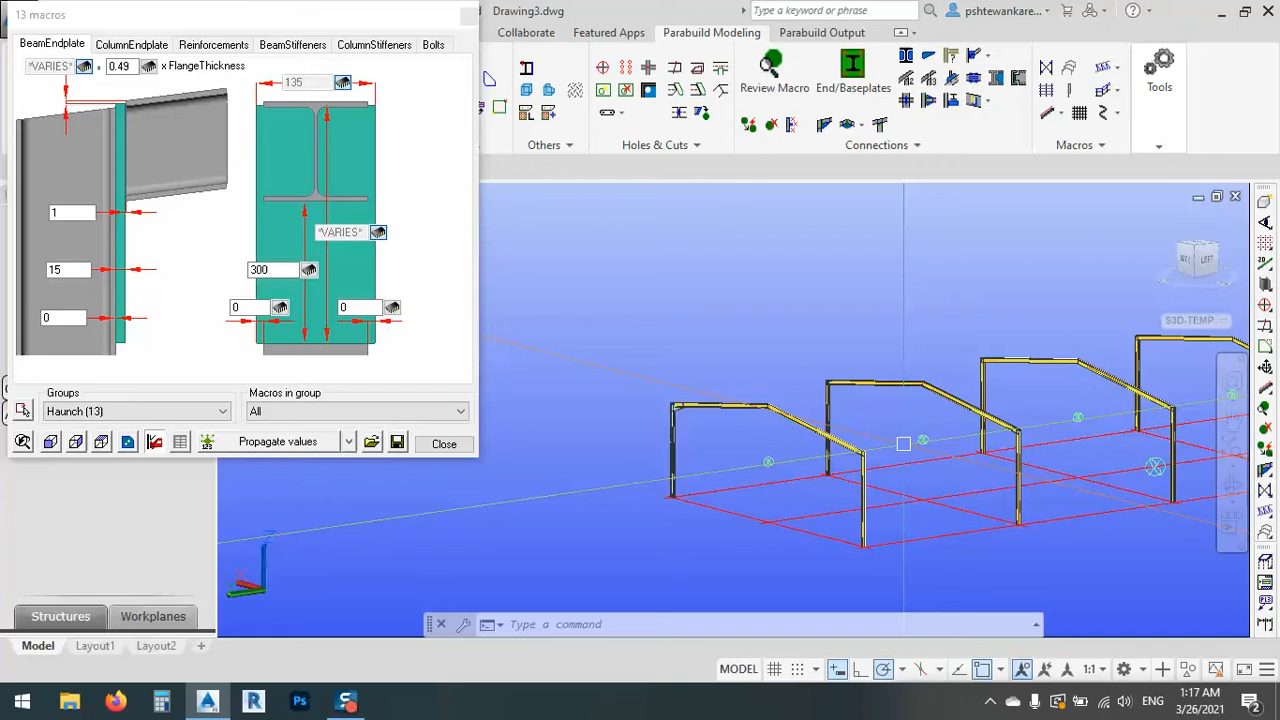 13 macros
Drawing3.dwg
Type a keyword or phrase
pshtewankare...
Collaborate
Featured Apps
Parabuild Modeling
Parabuild Output
BeamEndplate
ColumnEndplate
Reinforcements
BeamStiffeners
ColumnStiffeners
Bolts
*VARIES*
0.49
x FlangeThickness
135
1
*VARIES*
15
300
0
0
0
Review Macro
End/Baseplates
Tools
Others
Holes & Cuts
Connections
Macros
LEFT
S3D-TEMP
Groups
Macros in group
Haunch (13)
All
Propagate values
Close
Structures
Workplanes
Type a command
Model
Layout1
Layout2
+
MODEL
1:1
ENG
1:17 AM
3/26/2021
2